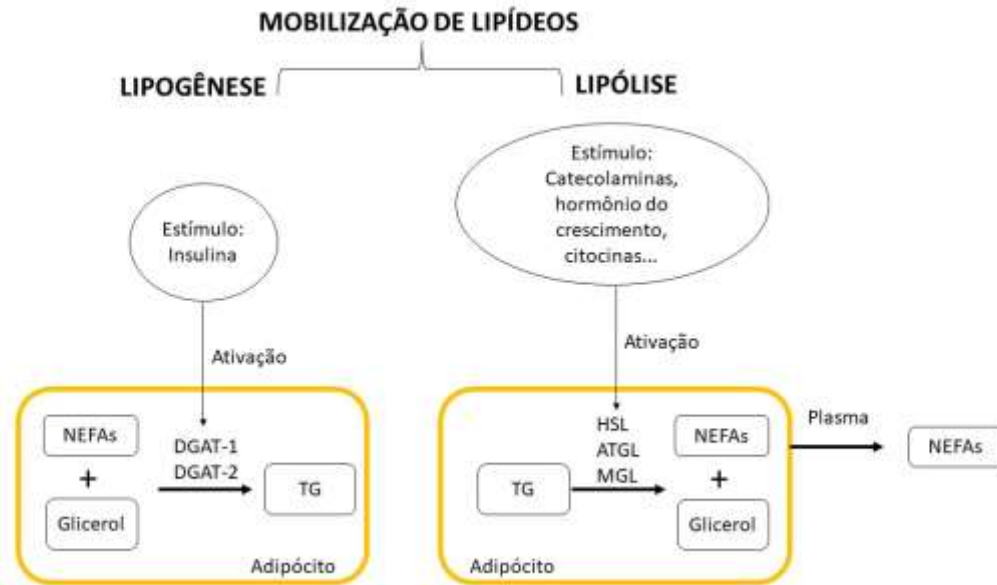 MOBILIZAÇÃO DE LIPÍDEOS
LIPOGÊNESE
LIPÓLISE
Estímulo:
Insulina
Estímulo:
Catecolaminas,
hormônio do
crescimento,
citocinas...
Ativação
Ativação
NEFAs
+
Glicerol
DGAT-1
DGAT-2
TG
Adipócito
TG
HSL
ATGL
MGL
NEFAs
+
Glicerol
Adipócito
Plasma
NEFAs